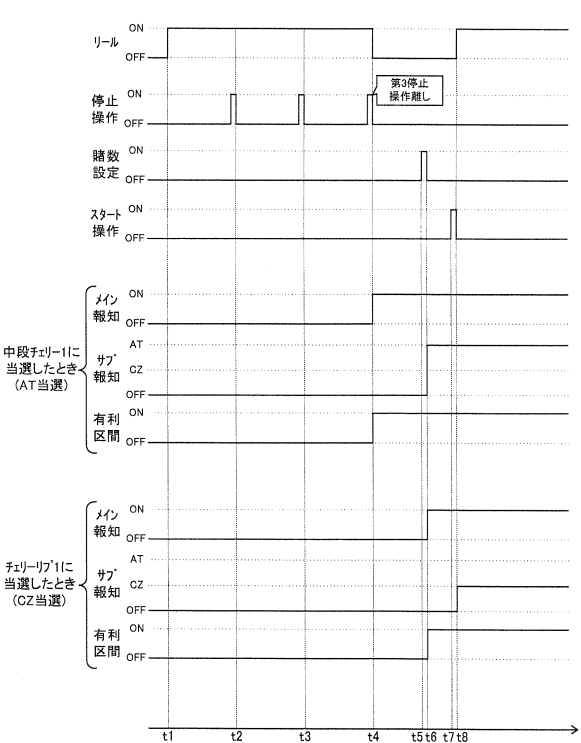 リール
ON
OFF
停止
操作
ON
OFF
第3停止
操作離し
賭数
設定
ON
OFF
スタート
操作
ON
OFF
中段チェリー1に
当選したとき
(AT当選)
メイン
報知
ON
OFF
サブ
報知
AT
CZ
OFF
有利
区間
ON
OFF
チェリーリプ1に
当選したとき
(CZ当選)
メイン
報知
ON
OFF
サブ
報知
AT
CZ
OFF
有利
区間
ON
OFF
t1 t2 t3 t4 t5 t6 t7 t8